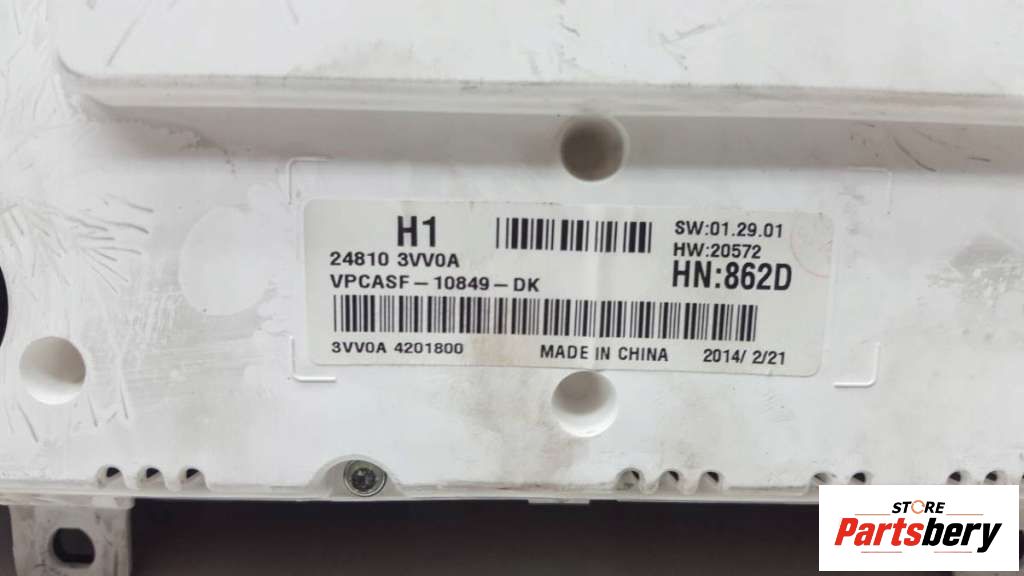 H1
SW:01.29.01
HW:20572
24810 3VV0A
HN:862D
VPCASF-10849-DK
3VV0A 4201800 MADE IN CHINA 2014/ 2/21
STORE
Partsbery